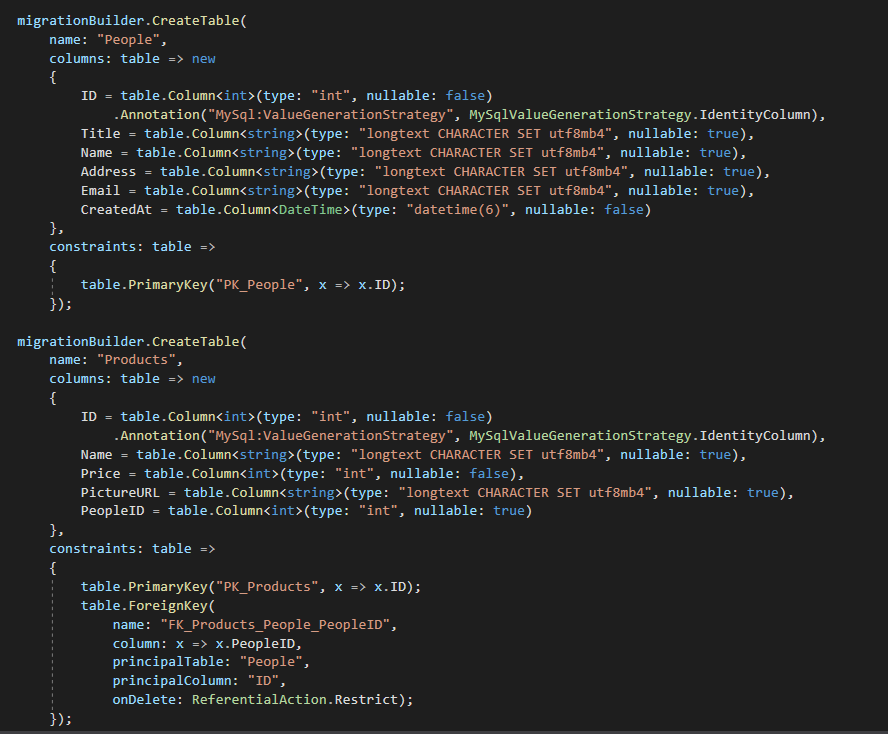 migrationBuilder.CreateTable(
    name: "People",
    columns: table => new
    {
        ID = table.Column<int>(type: "int", nullable: false)
            .Annotation("MySql:ValueGenerationStrategy", MySqlValueGenerationStrategy.IdentityColumn),
        Title = table.Column<string>(type: "longtext CHARACTER SET utf8mb4", nullable: true),
        Name = table.Column<string>(type: "longtext CHARACTER SET utf8mb4", nullable: true),
        Address = table.Column<string>(type: "longtext CHARACTER SET utf8mb4", nullable: true),
        Email = table.Column<string>(type: "longtext CHARACTER SET utf8mb4", nullable: true),
        CreatedAt = table.Column<DateTime>(type: "datetime(6)", nullable: false)
    },
    constraints: table =>
    {
        table.PrimaryKey("PK_People", x => x.ID);
    });

migrationBuilder.CreateTable(
    name: "Products",
    columns: table => new
    {
        ID = table.Column<int>(type: "int", nullable: false)
            .Annotation("MySql:ValueGenerationStrategy", MySqlValueGenerationStrategy.IdentityColumn),
        Name = table.Column<string>(type: "longtext CHARACTER SET utf8mb4", nullable: true),
        Price = table.Column<int>(type: "int", nullable: false),
        PictureURL = table.Column<string>(type: "longtext CHARACTER SET utf8mb4", nullable: true),
        PeopleID = table.Column<int>(type: "int", nullable: true)
    },
    constraints: table =>
    {
        table.PrimaryKey("PK_Products", x => x.ID);
        table.ForeignKey(
            name: "FK_Products_People_PeopleID",
            column: x => x.PeopleID,
            principalTable: "People",
            principalColumn: "ID",
            onDelete: ReferentialAction.Restrict);
    });